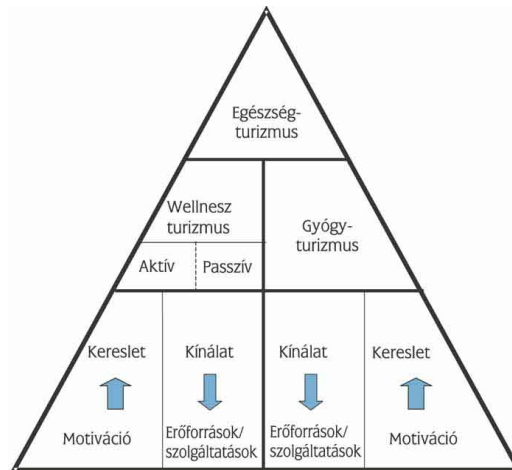 Egészség-
turizmus
Wellnesz
turizmus
Gyógy-
turizmus
Aktív
Passzív
Kereslet
Kínálat
Kínálat
Kereslet
Motiváció
Erőforrások/
szolgáltatások
Erőforrások/
szolgáltatások
Motiváció